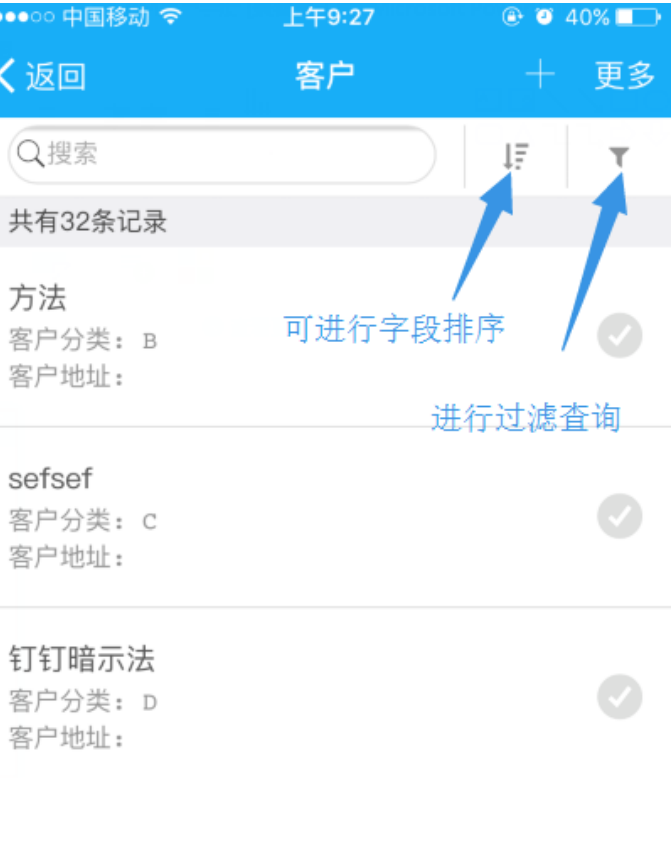 中国移动 上午9:27 40%
返回 客户 更多
搜索
共有32条记录
方法
客户分类: B
客户地址:
可进行字段排序
进行过滤查询
sefsef
客户分类: C
客户地址:
钉钉暗示法
客户分类: D
客户地址: